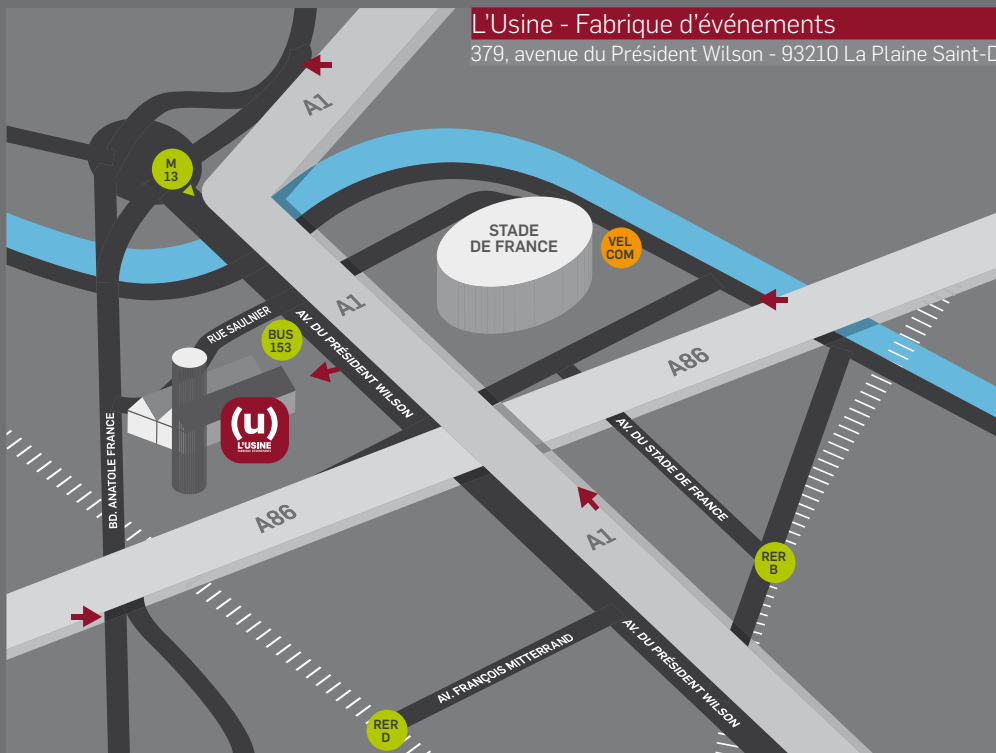 L'Usine - Fabrique d'événements
379, avenue du Président Wilson - 93210 La Plaine Saint-D
A1
M
13
STADE
DE FRANCE
VEL
COM
A1
RUE SAULNIER
BUS
153
AV. DU PRÉSIDENT WILSON
A86
(u)
L'USINE
BD. ANATOLE FRANCE
AV. DU STADE DE FRANCE
A86
A1
RER
B
AV. FRANÇOIS MITTERRAND
AV. DU PRÉSIDENT WILSON
RER
D